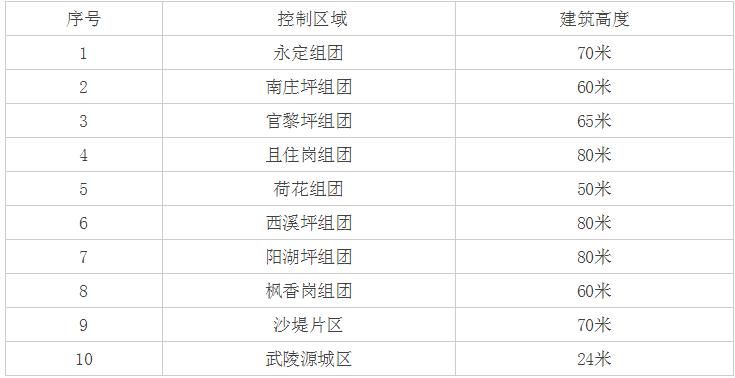 序号 控制区域 建筑高度
1 永定组团 70米
2 南庄坪组团 60米
3 官黎坪组团 65米
4 且住岗组团 80米
5 荷花组团 50米
6 西溪坪组团 80米
7 阳湖坪组团 80米
8 枫香岗组团 60米
9 沙堤片区 70米
10 武陵源城区 24米